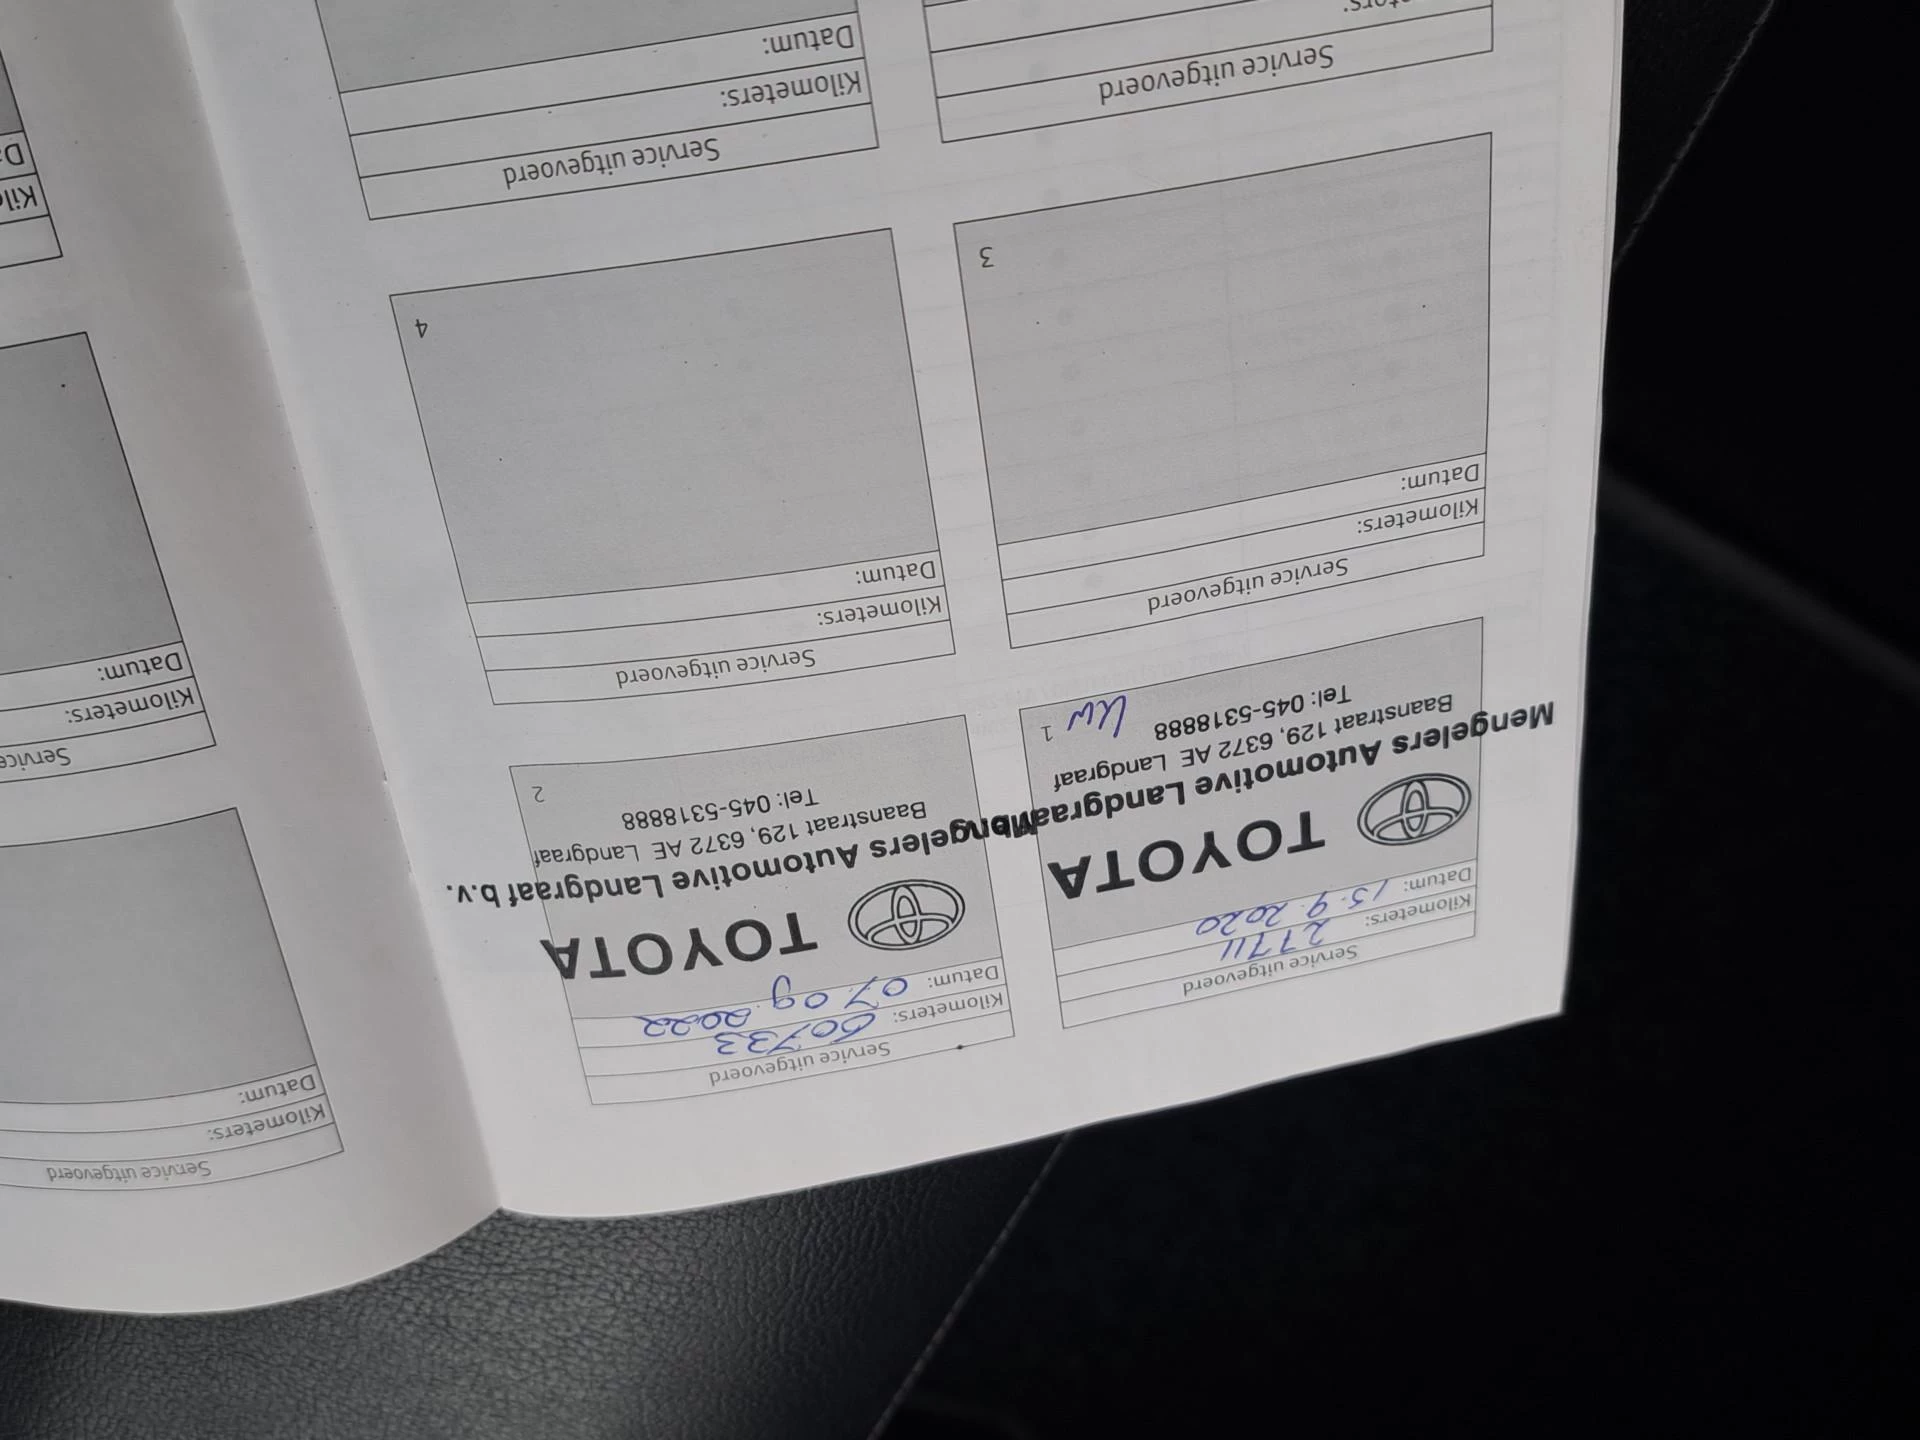 Service uitgevoerd
Kilometers: 27711
Datum: 15.9.2020
TOYOTA
Mengelers Automotive Landgraaf
Baanstraat 129, 6372 AE Landgraaf
Tel: 045-5318888
1
Service uitgevoerd
Kilometers: 60733
Datum: 07.09.2022
TOYOTA
Mengelers Automotive Landgraaf b.v.
Baanstraat 129, 6372 AE Landgraaf
Tel: 045-5318888
2
Service uitgevoerd
Kilometers:
Datum:
3
Service uitgevoerd
Kilometers:
Datum:
4
Service uitgevoerd
Service uitgevoerd
Kilometers:
Datum:
Service uitgevoerd
Kilometers:
Datum:
Service
Kilometers:
Datum: